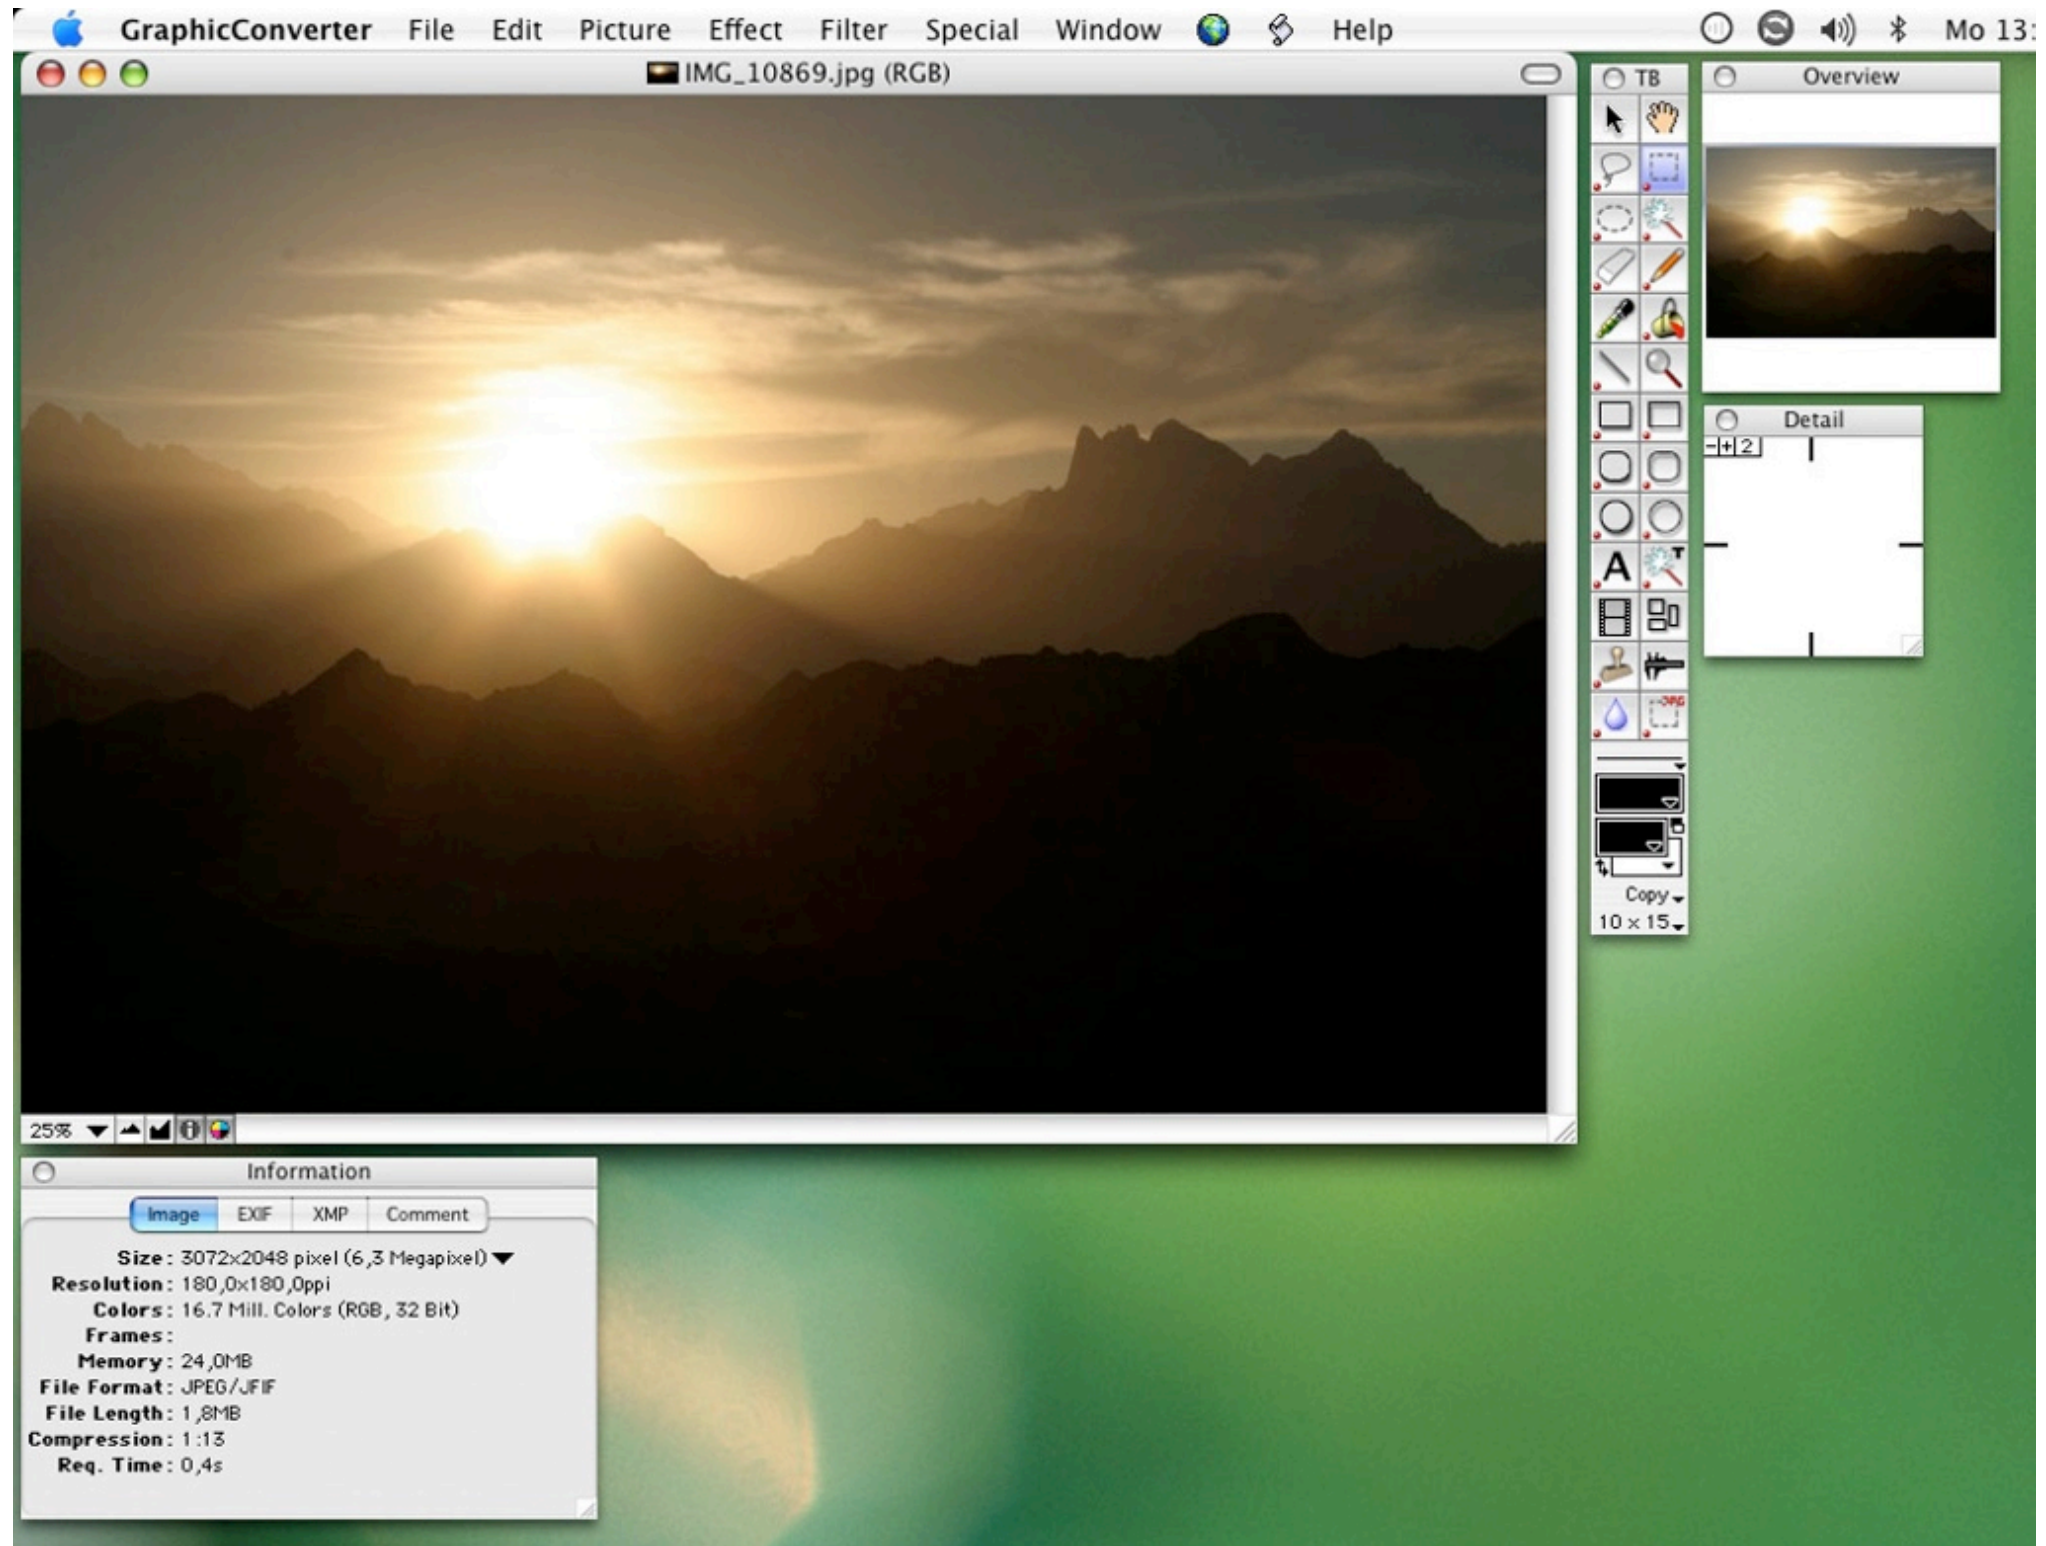 GraphicConverter File Edit Picture Effect Filter Special Window Help Mo 13:
IMG_10869.jpg (RGB)
TB
Overview
Detail
-+2
A
T
Copy
10 x 15
25%
Information
Image EXIF XMP Comment
Size: 3072x2048 pixel (6,3 Megapixel)
Resolution: 180,0x180,0ppi
Colors: 16.7 Mill. Colors (RGB, 32 Bit)
Frames:
Memory: 24,0MB
File Format: JPEG/JFIF
File Length: 1,8MB
Compression: 1:13
Req. Time: 0,4s